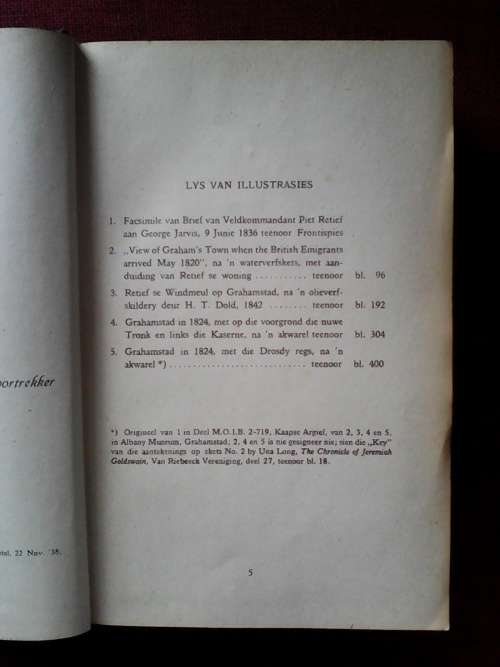 ortrekker
22 Nov. '38.
LYS VAN ILLUSTRASIES
1. Facsimile van Brief van Veldkommandant Piet Retief
aan George Jarvis, 9 Junie 1836 teenoor Frontispies
2. „View of Graham's Town when the British Emigrants
arrived May 1820", na 'n waterverfskets, met aan-
duiding van Retief se woning . . . . . . . . . . . teenoor bl. 96
3. Retief se Windmeul op Grahamstad, na 'n olieverf-
skildery deur H. T. Dold, 1842 . . . . . . . . teenoor bl. 192
4. Grahamstad in 1824, met op die voorgrond die nuwe
Tronk en links die Kaserne, na 'n akwarel teenoor bl. 304
5. Grahamstad in 1824, met die Drosdy regs, na 'n
akwarel *) . . . . . . . . . . . . . . . . . . . . . . . . . . . teenoor bl. 400
*) Origineel van 1 in Deel M.O.I.B. 2-719, Kaapse Argief, van 2, 3, 4 en 5,
in Albany Museum, Grahamstad; 2, 4 en 5 is nie gesigneer nie; sien die „Key"
van die aantekenings op skets No. 2 by Una Long, The Chronicle of Jeremiah
Goldswain, Van Riebeeck Vereniging, deel 27, teenoor bl. 18.
5